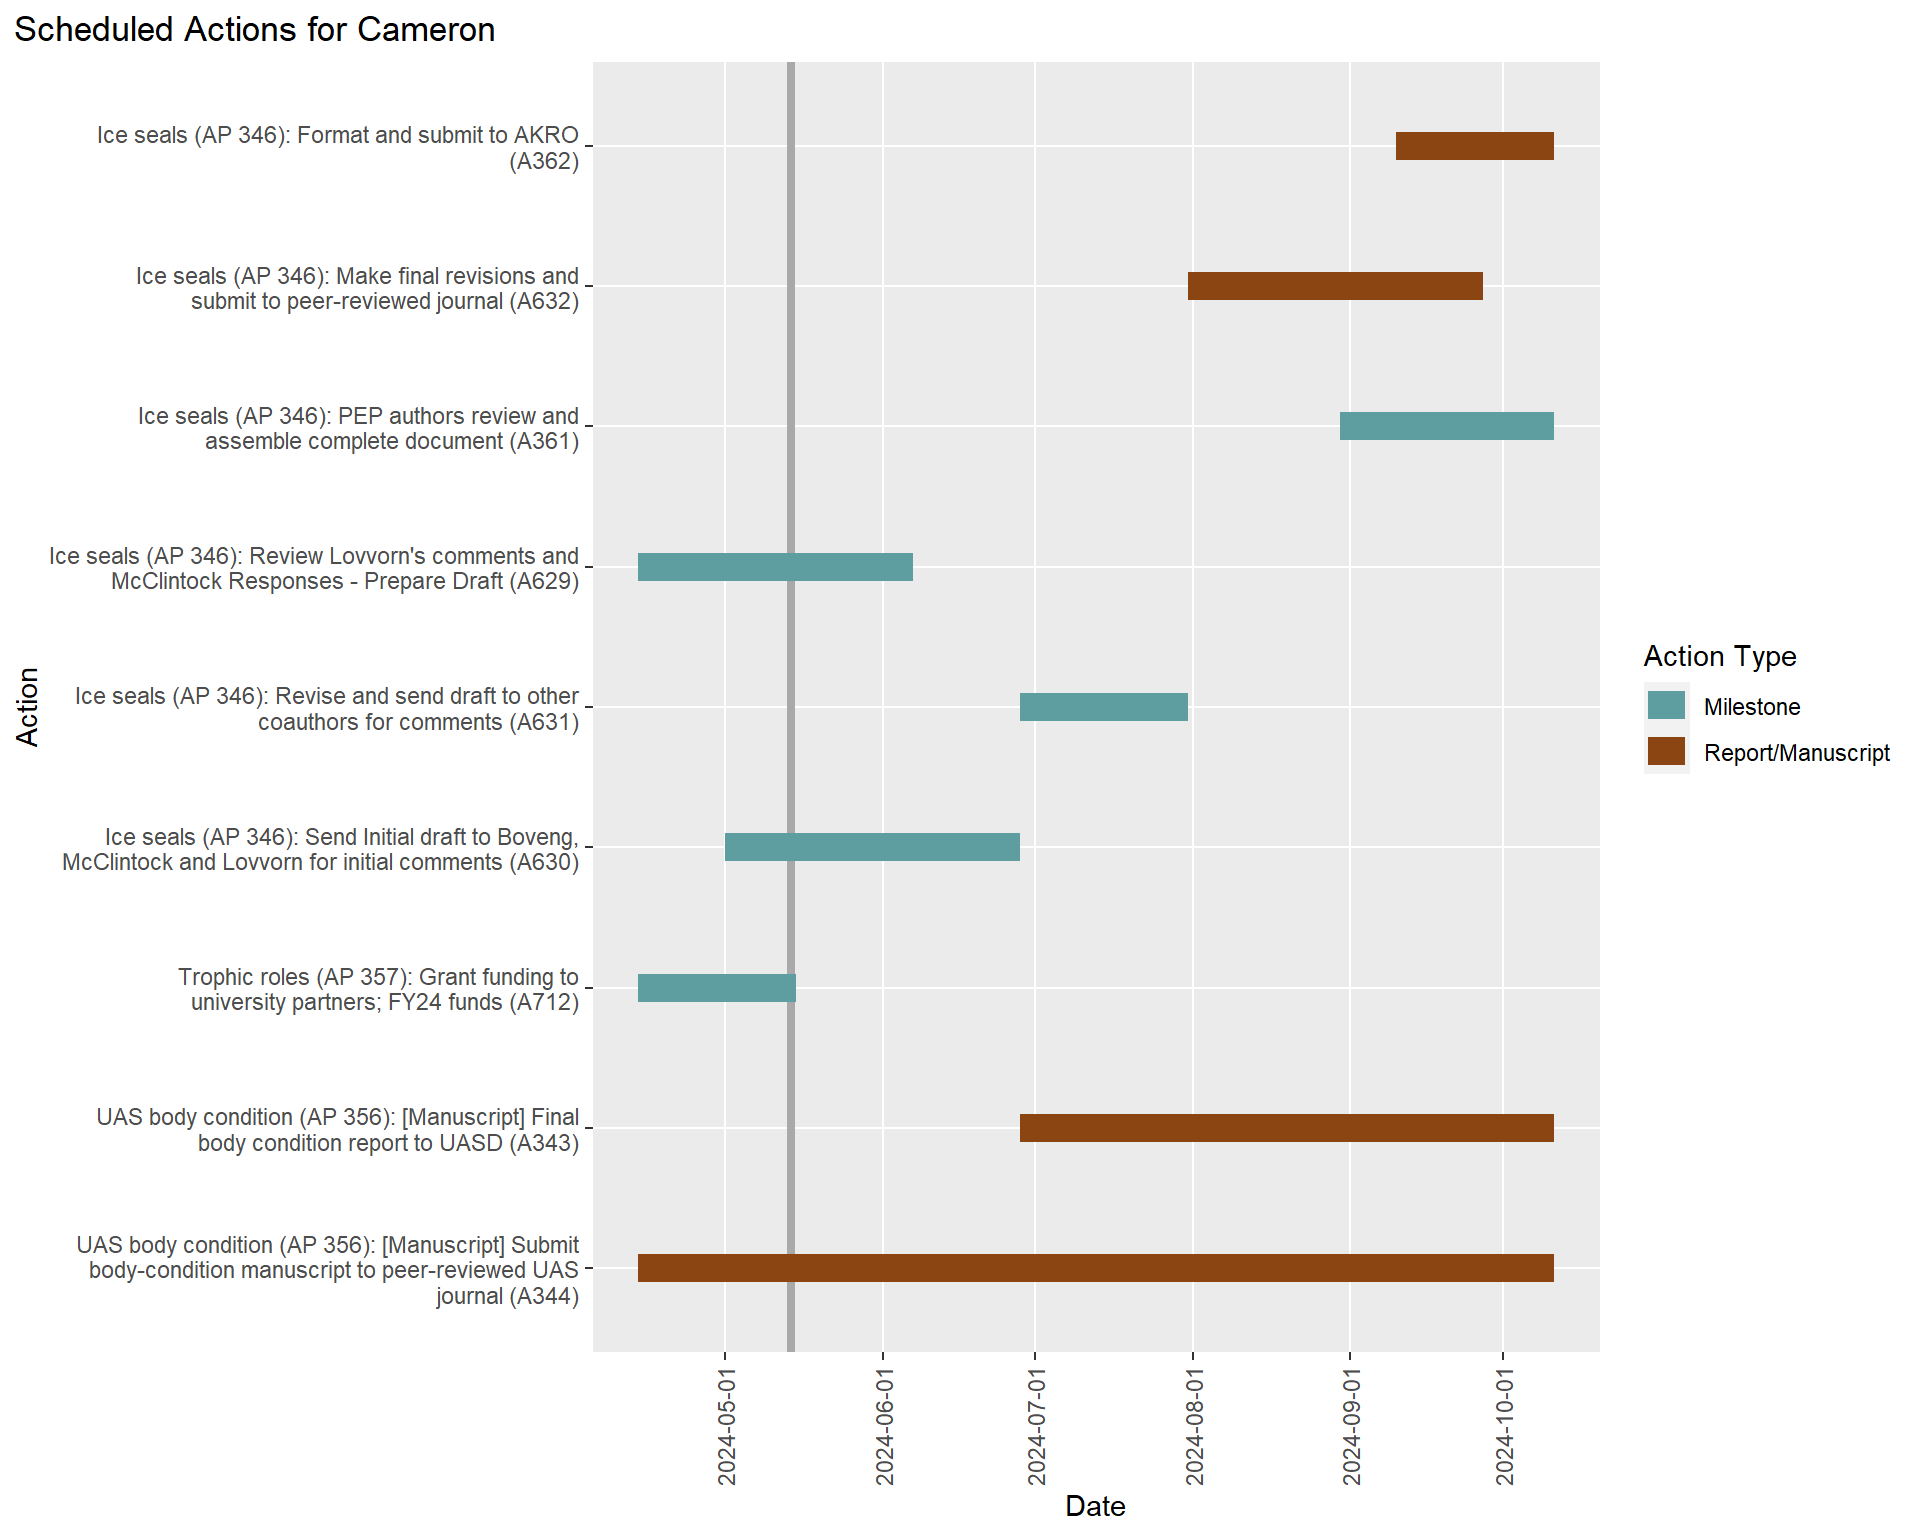 Scheduled Actions for Cameron
Ice seals (AP 346): Format and submit to AKRO
(A362)
Ice seals (AP 346): Make final revisions and
submit to peer-reviewed journal (A632)
Ice seals (AP 346): PEP authors review and
assemble complete document (A361)
Ice seals (AP 346): Review Lovvorn's comments and
McClintock Responses - Prepare Draft (A629)
Ice seals (AP 346): Revise and send draft to other
coauthors for comments (A631)
Ice seals (AP 346): Send Initial draft to Boveng,
McClintock and Lovvorn for initial comments (A630)
Trophic roles (AP 357): Grant funding to
university partners; FY24 funds (A712)
UAS body condition (AP 356): [Manuscript] Final
body condition report to UASD (A343)
UAS body condition (AP 356): [Manuscript] Submit
body-condition manuscript to peer-reviewed UAS
journal (A344)
Action
2024-05-01
2024-06-01
2024-07-01
2024-08-01
2024-09-01
2024-10-01
Date
Action Type
Milestone
Report/Manuscript